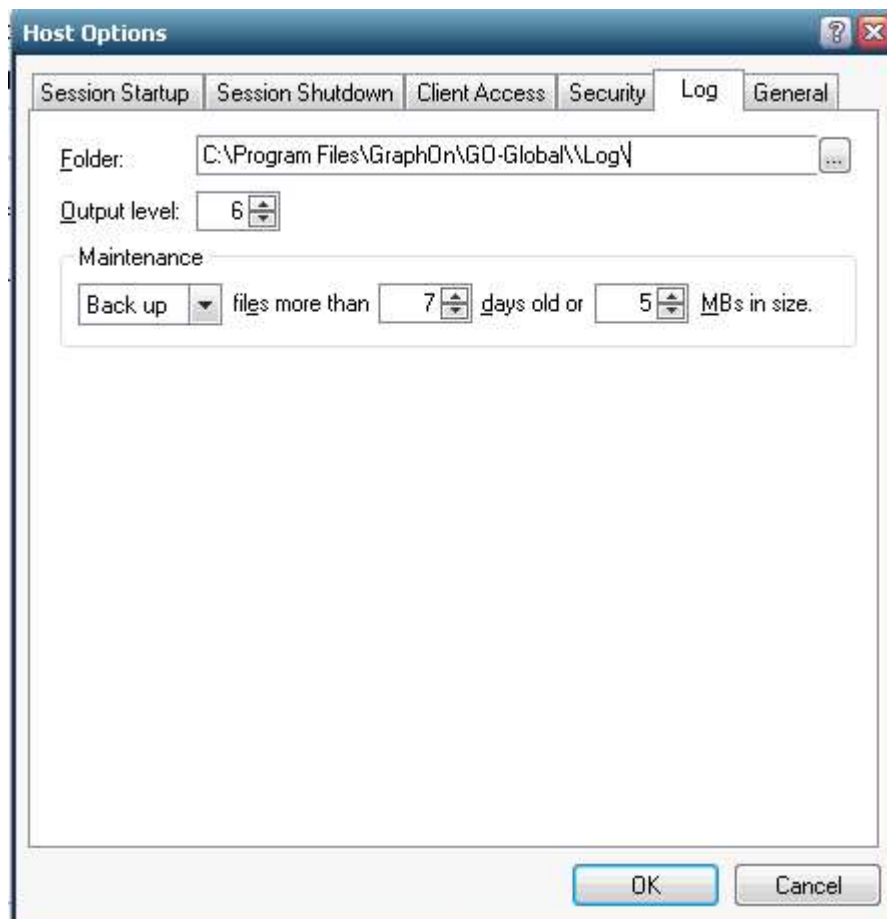 Host Options
Session Startup Session Shutdown Client Access Security Log General
Folder: C:\Program Files\GraphOn\GO-Global\\Log\ ...
Output level: 6
Maintenance
Back up files more than 7 days old or 5 MBs in size.
OK Cancel